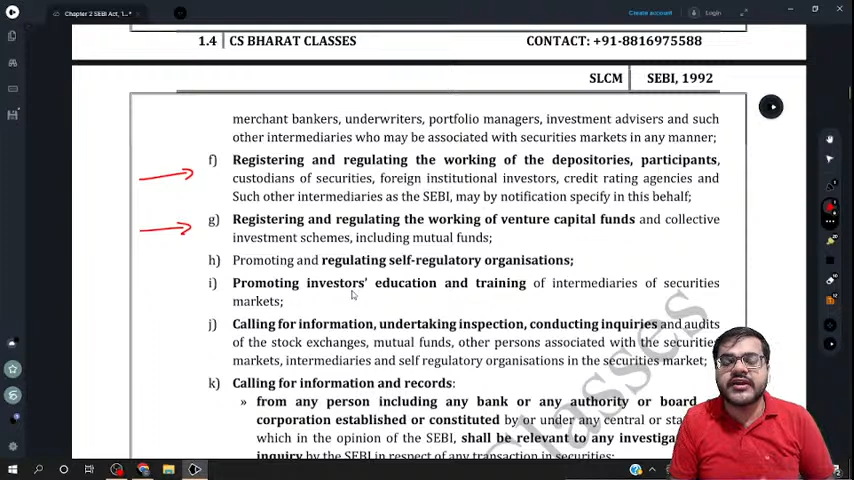 Chapter 2 SEBI Act, 1...*
Create account
Login
1.4 CS BHARAT CLASSES CONTACT: +91-8816975588
SLCM SEBI, 1992
merchant bankers, underwriters, portfolio managers, investment advisers and such
other intermediaries who may be associated with securities markets in any manner;
f) Registering and regulating the working of the depositories, participants,
custodians of securities, foreign institutional investors, credit rating agencies and
Such other intermediaries as the SEBI, may by notification specify in this behalf;
g) Registering and regulating the working of venture capital funds and collective
investment schemes, including mutual funds;
h) Promoting and regulating self-regulatory organisations;
i) Promoting investors' education and training of intermediaries of securities
markets;
j) Calling for information, undertaking inspection, conducting inquiries and audits
of the stock exchanges, mutual funds, other persons associated with the securities
markets, intermediaries and self regulatory organisations in the securities market;
k) Calling for information and records:
» from any person including any bank or any authority or board
corporation established or constituted by or under any central or
which in the opinion of the SEBI, shall be relevant to any
inquiry by the SEBI in respect of any transaction in securities;
Classes